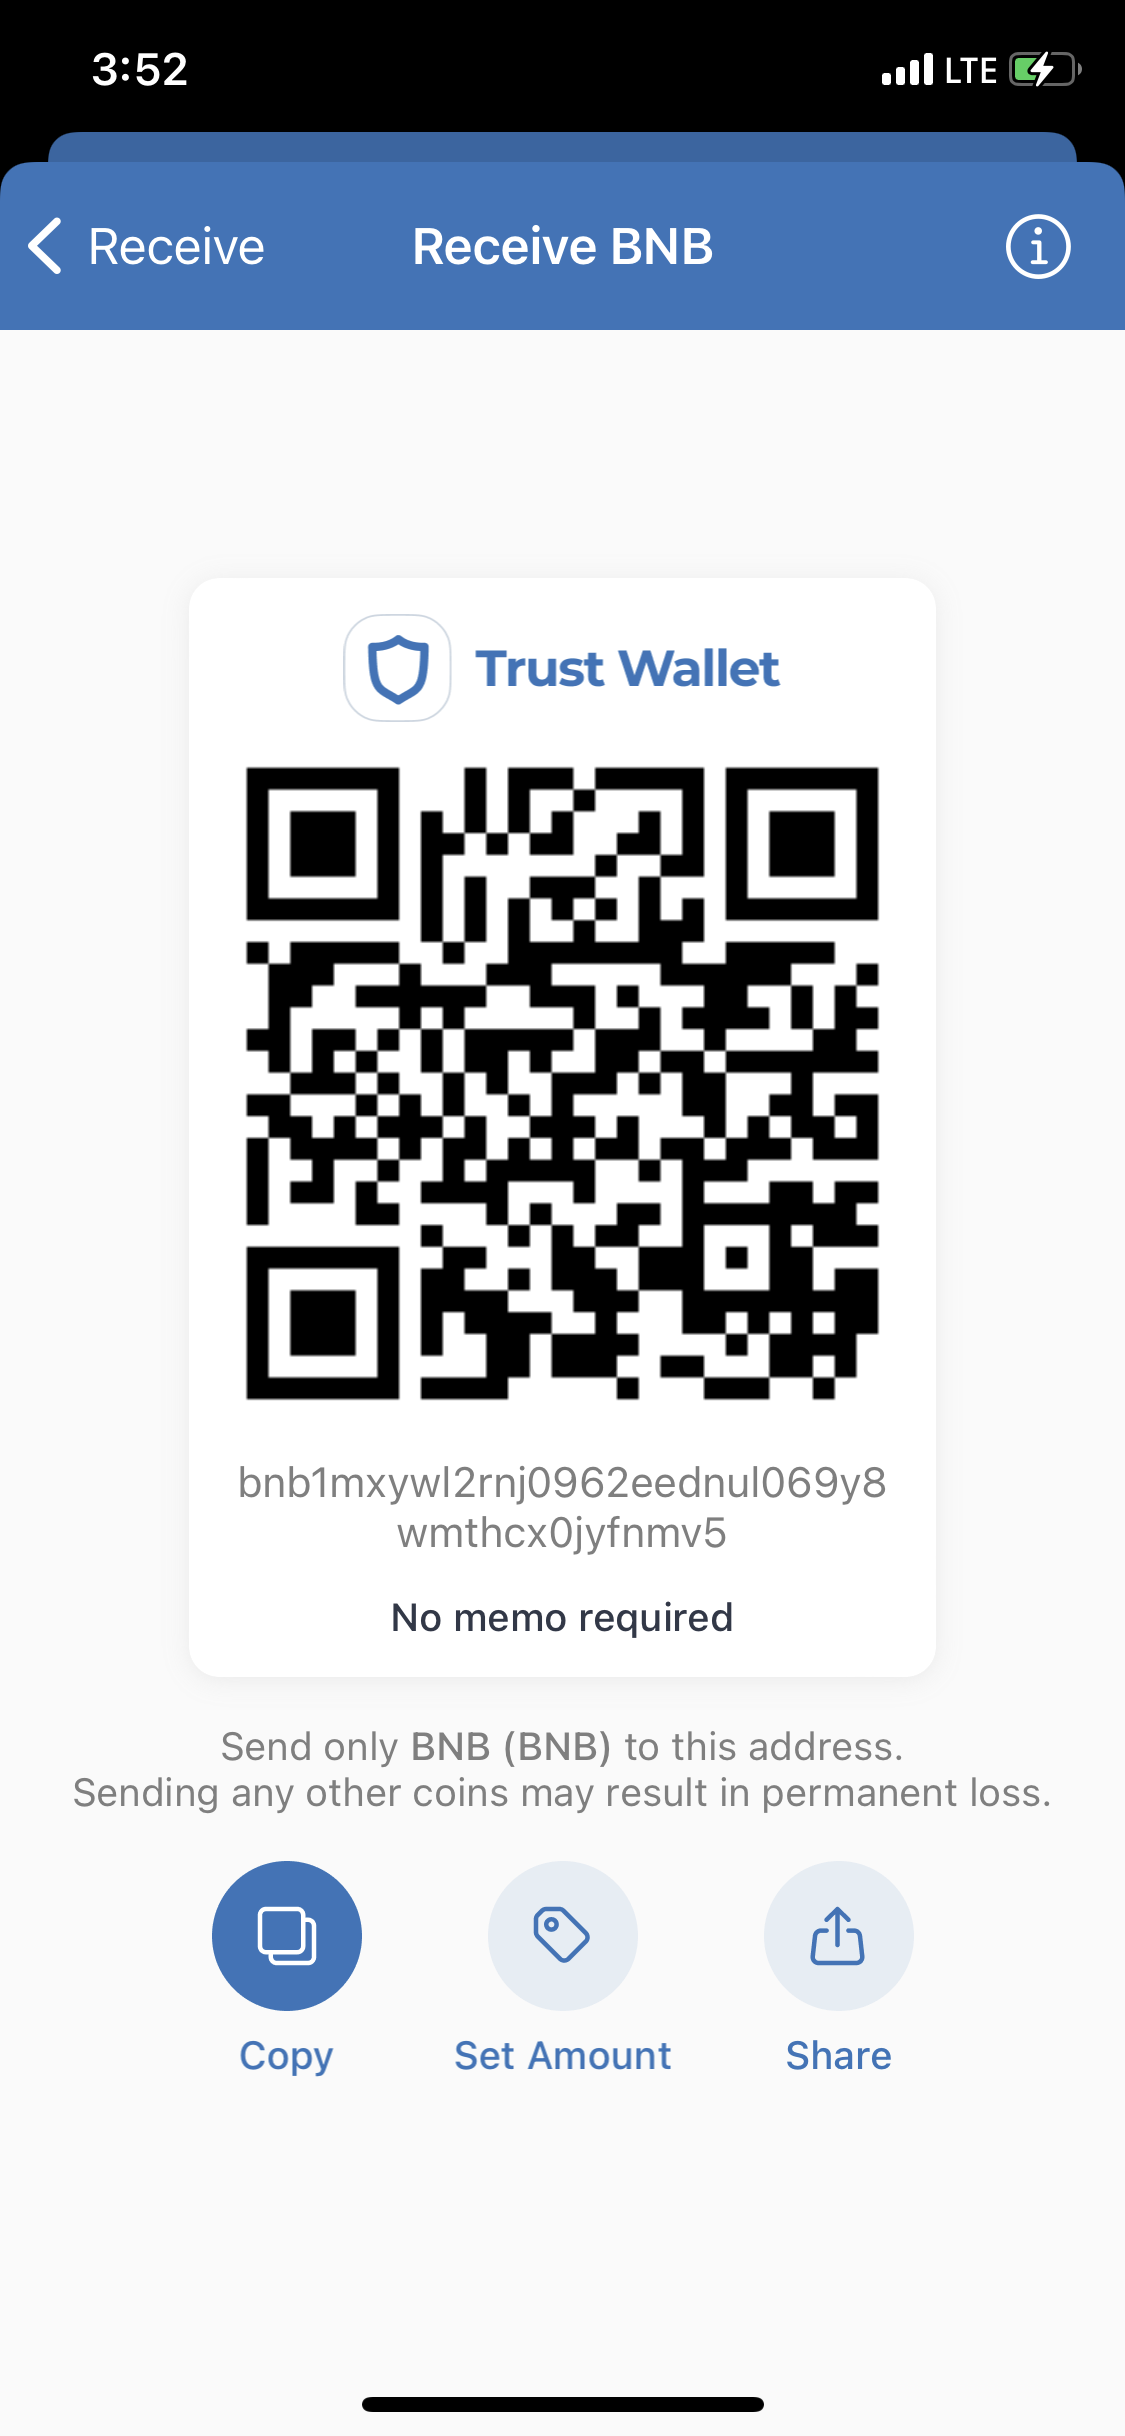 3:52
LTE
Receive
Receive BNB
Trust Wallet
bnb1mxywl2rnj0962eednul069y8
wmthcx0jyfnmv5
No memo required
Send only BNB (BNB) to this address.
Sending any other coins may result in permanent loss.
Copy
Set Amount
Share